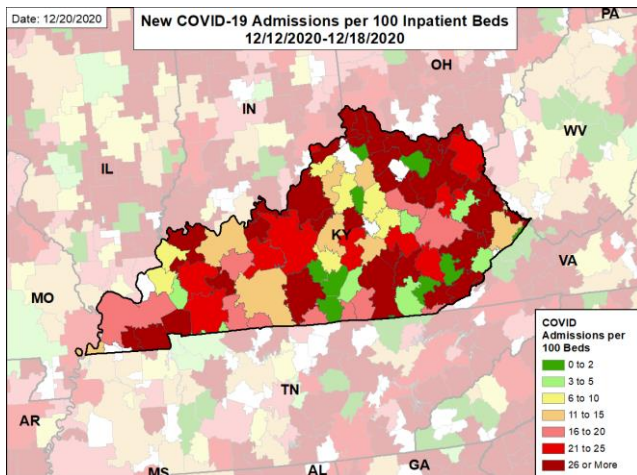 Date: 12/20/2020
New COVID-19 Admissions per 100 Inpatient Beds
12/12/2020-12/18/2020
PA
OH
IN
WV
IL
KY
VA
MO
TN
AR
MS
AL
GA
COVID
Admissions per
100 Beds
0 to 2
3 to 5
6 to 10
11 to 15
16 to 20
21 to 25
26 or More